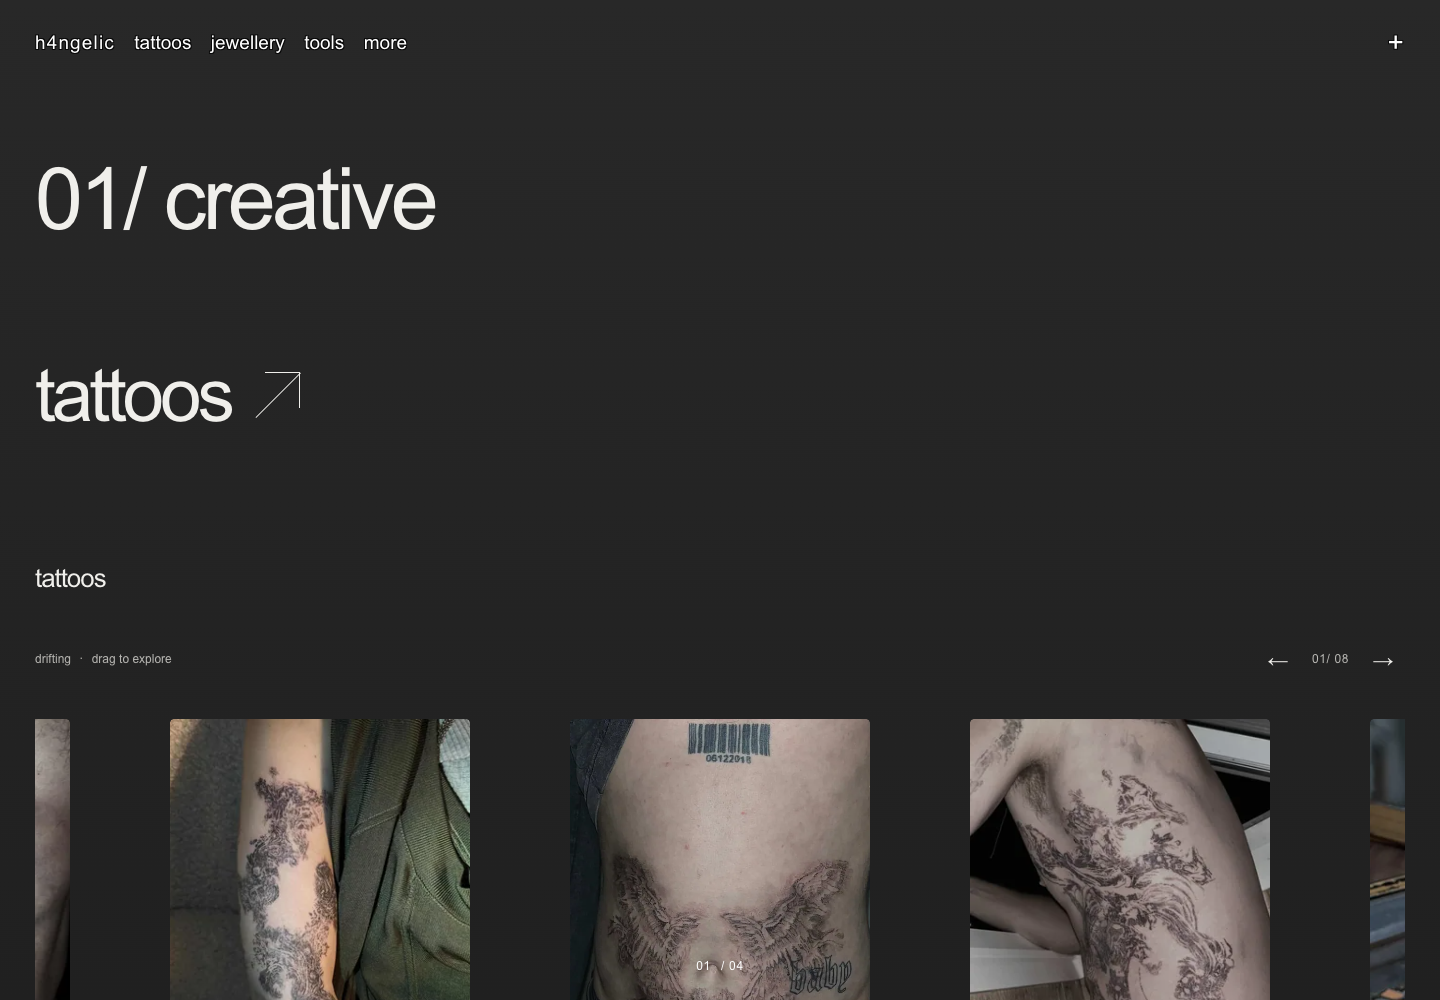 h4ngelic tattoos jewellery tools more +
01/ creative
tattoos
tattoos
drifting · drag to explore
← 01/ 08 →
06122018
01 / 04
baby